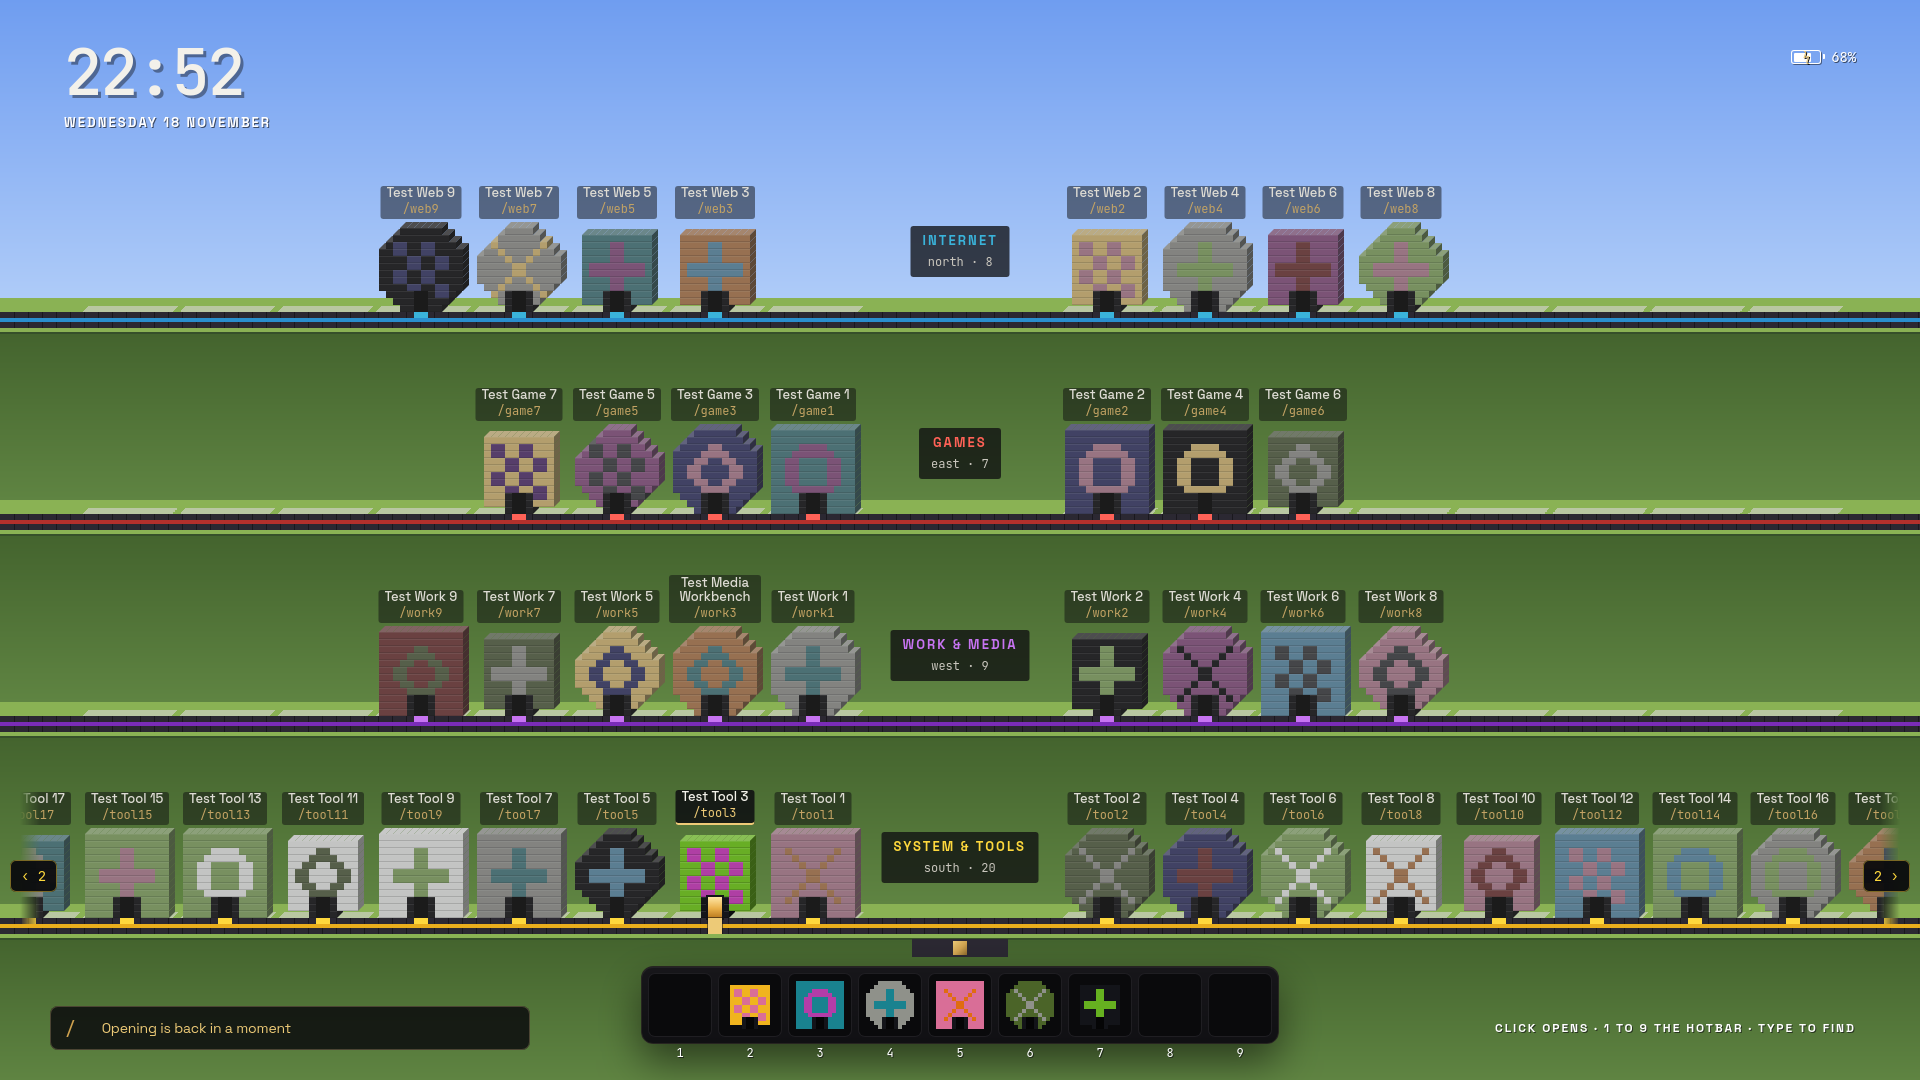 22:52
WEDNESDAY 18 NOVEMBER
68%
Test Web 9
/web9
Test Web 7
/web7
Test Web 5
/web5
Test Web 3
/web3
INTERNET
north · 8
Test Web 2
/web2
Test Web 4
/web4
Test Web 6
/web6
Test Web 8
/web8
Test Game 7
/game7
Test Game 5
/game5
Test Game 3
/game3
Test Game 1
/game1
GAMES
east · 7
Test Game 2
/game2
Test Game 4
/game4
Test Game 6
/game6
Test Work 9
/work9
Test Work 7
/work7
Test Work 5
/work5
Test Media
Workbench
/work3
Test Work 1
/work1
WORK & MEDIA
west · 9
Test Work 2
/work2
Test Work 4
/work4
Test Work 6
/work6
Test Work 8
/work8
Tool 17
ool17
‹ 2
Test Tool 15
/tool15
Test Tool 13
/tool13
Test Tool 11
/tool11
Test Tool 9
/tool9
Test Tool 7
/tool7
Test Tool 5
/tool5
Test Tool 3
/tool3
Test Tool 1
/tool1
SYSTEM & TOOLS
south · 20
Test Tool 2
/tool2
Test Tool 4
/tool4
Test Tool 6
/tool6
Test Tool 8
/tool8
Test Tool 10
/tool10
Test Tool 12
/tool12
Test Tool 14
/tool14
Test Tool 16
/tool16
Test To
/too
2 ›
/ Opening is back in a moment
1 2 3 4 5 6 7 8 9
CLICK OPENS · 1 TO 9 THE HOTBAR · TYPE TO FIND